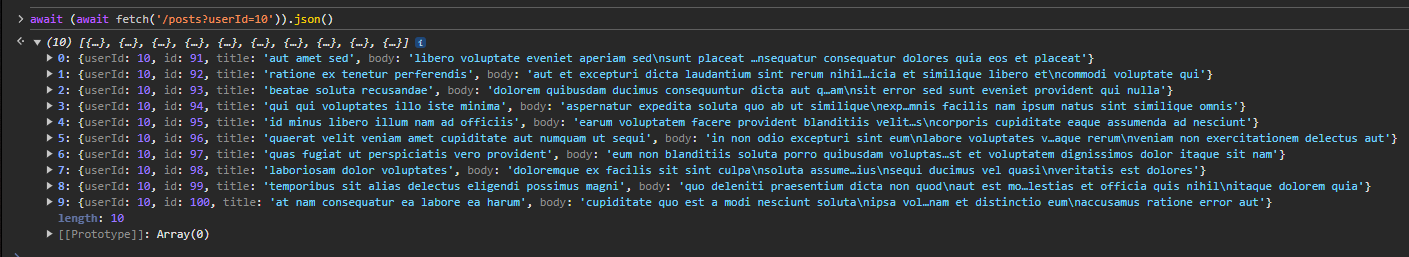 > await (await fetch('/posts?userId=10')).json()
(10) [{…}, {…}, {…}, {…}, {…}, {…}, {…}, {…}, {…}, {…}] i
0: {userId: 10, id: 91, title: 'aut amet sed', body: 'libero voluptate eveniet aperiam sed\nsunt placeat …nsequatur consequatur dolores quia eos et placeat'}
1: {userId: 10, id: 92, title: 'ratione ex tenetur perferendis', body: 'aut et excepturi dicta laudantium sint rerum nihil…icia et similique libero et\ncommodi voluptate qui'}
2: {userId: 10, id: 93, title: 'beatae soluta recusandae', body: 'dolorem quibusdam ducimus consequuntur dicta aut q…am\nsit error sed sunt eveniet provident qui nulla'}
3: {userId: 10, id: 94, title: 'qui qui voluptates illo iste minima', body: 'aspernatur expedita soluta quo ab ut similique\nexp…mnis facilis nam ipsum natus sint similique omnis'}
4: {userId: 10, id: 95, title: 'id minus libero illum nam ad officiis', body: 'earum voluptatem facere provident blanditiis velit…s\ncorporis cupiditate eaque assumenda ad nesciunt'}
5: {userId: 10, id: 96, title: 'quaerat velit veniam amet cupiditate aut numquam ut sequi', body: 'in non odio excepturi sint eum\nlabore voluptates v…aque rerum\nveniam non exercitationem delectus aut'}
6: {userId: 10, id: 97, title: 'quas fugiat ut perspiciatis vero provident', body: 'eum non blanditiis soluta porro quibusdam voluptas…st et voluptatem dignissimos dolor itaque sit nam'}
7: {userId: 10, id: 98, title: 'laboriosam dolor voluptates', body: 'doloremque ex facilis sit sint culpa\nsoluta assume…ius\nsequi ducimus vel quasi\nveritatis est dolores'}
8: {userId: 10, id: 99, title: 'temporibus sit alias delectus eligendi possimus magni', body: 'quo deleniti praesentium dicta non quod\naut est mo…lestias et officia quis nihil\nitaque dolorem quia'}
9: {userId: 10, id: 100, title: 'at nam consequatur ea labore ea harum', body: 'cupiditate quo est a modi nesciunt soluta\nipsa vol…nam et distinctio eum\naccusamus ratione error aut'}
length: 10
[[Prototype]]: Array(0)